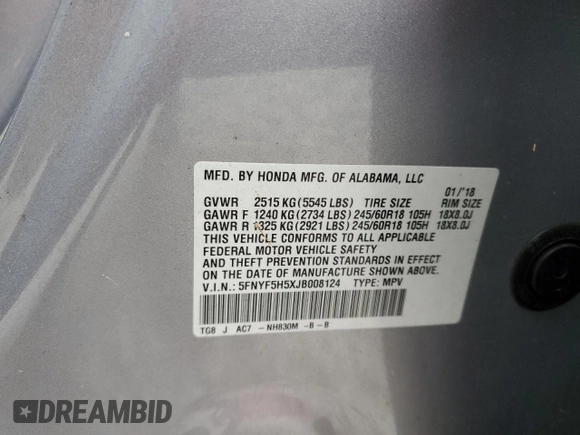 MFD. BY HONDA MFG. OF ALABAMA, LLC
01/'18
GVWR 2515 KG(5545 LBS) TIRE SIZE RIM SIZE
GAWR F 1240 KG(2734 LBS) 245/60R18 105H 18X8.0J
GAWR R 1325 KG(2921 LBS) 245/60R18 105H 18X8.0J
THIS VEHICLE CONFORMS TO ALL APPLICABLE
FEDERAL MOTOR VEHICLE SAFETY
AND THEFT PREVENTION STANDARDS IN EFFECT
ON THE DATE OF MANUFACTURE SHOWN ABOVE.
V.I.N.: 5FNYF5H5XJB008124 TYPE: MPV
TG8 J AC7 -NH830M -B-B
DREAMBID